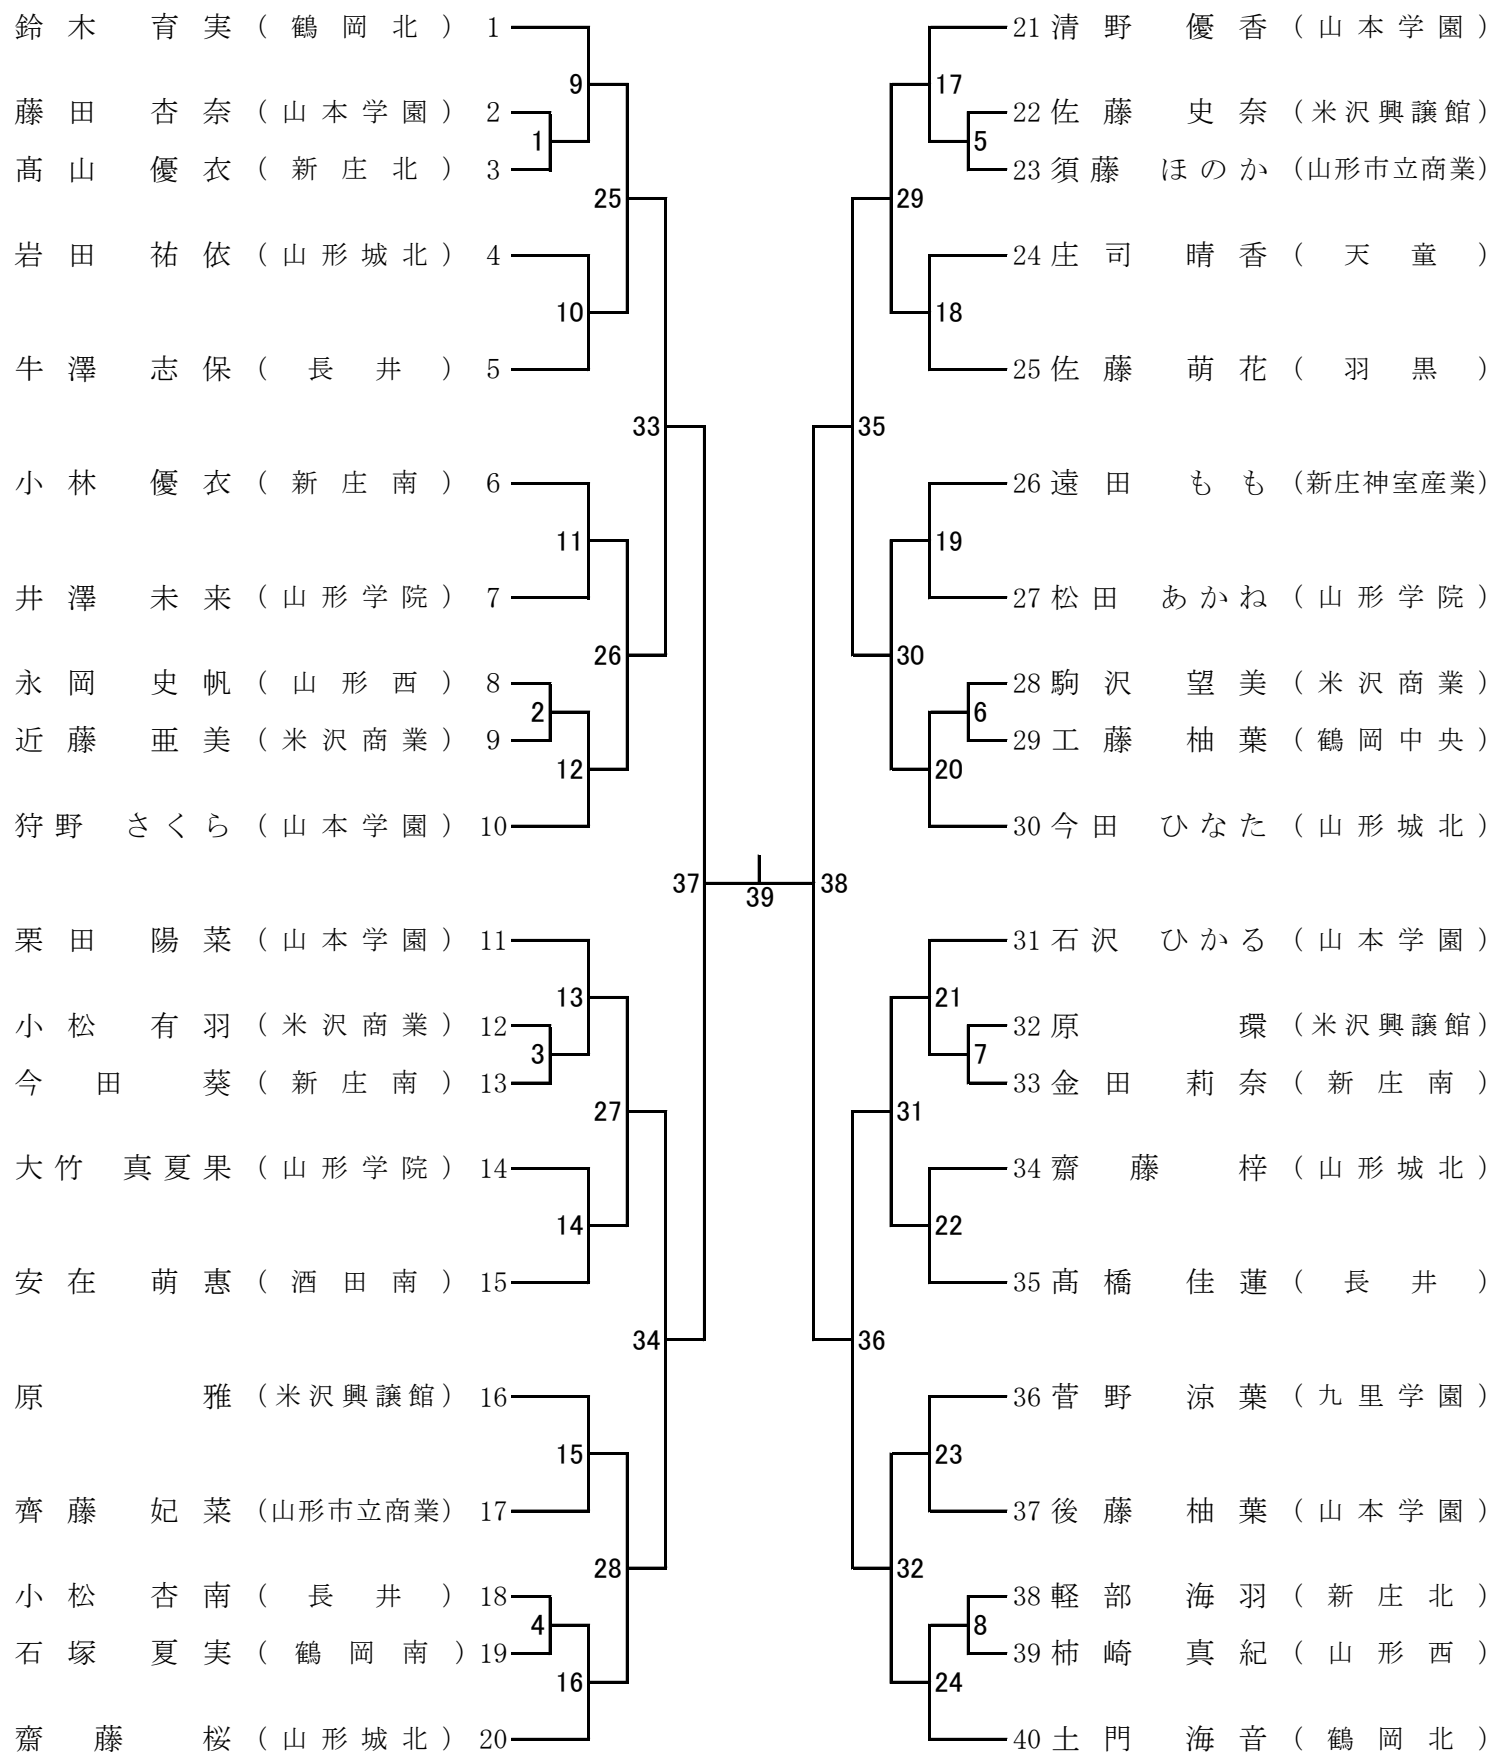 鈴木 育実 (鶴岡北) 1
9
藤田 杏奈 (山本学園) 2
1
髙山 優衣 (新庄北) 3
25
岩田 祐依 (山形城北) 4
10
牛澤 志保 (長井) 5
33
小林 優衣 (新庄南) 6
11
井澤 未来 (山形学院) 7
26
永岡 史帆 (山形西) 8
2
近藤 亜美 (米沢商業) 9
12
狩野 さくら (山本学園) 10
37
栗田 陽菜 (山本学園) 11
13
小松 有羽 (米沢商業) 12
3
今田 葵 (新庄南) 13
27
大竹 真夏果 (山形学院) 14
14
安在 萌惠 (酒田南) 15
34
原 雅 (米沢興譲館) 16
15
齊藤 妃菜 (山形市立商業) 17
28
小松 杏南 (長井) 18
4
石塚 夏実 (鶴岡南) 19
16
齋藤 桜 (山形城北) 20
39
21 清野 優香 (山本学園)
17
22 佐藤 史奈 (米沢興譲館)
5
23 須藤 ほのか (山形市立商業)
29
24 庄司 晴香 (天童)
18
25 佐藤 萌花 (羽黒)
35
26 遠田 もも (新庄神室産業)
19
27 松田 あかね (山形学院)
30
28 駒沢 望美 (米沢商業)
6
29 工藤 柚葉 (鶴岡中央)
20
30 今田 ひなた (山形城北)
38
31 石沢 ひかる (山本学園)
21
32 原 環 (米沢興譲館)
7
33 金田 莉奈 (新庄南)
31
34 齋藤 梓 (山形城北)
22
35 髙橋 佳蓮 (長井)
36
36 菅野 涼葉 (九里学園)
23
37 後藤 柚葉 (山本学園)
32
38 軽部 海羽 (新庄北)
8
39 柿崎 真紀 (山形西)
24
40 土門 海音 (鶴岡北)